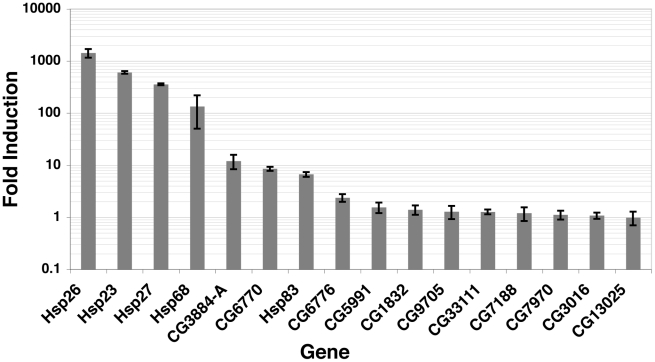 10000
1000
100
10
1
0.1
Fold Induction
Hsp26
Hsp23
Hsp27
Hsp68
CG3884-A
CG6770
Hsp83
CG6776
CG5991
CG1832
CG9705
CG33111
CG7188
CG7970
CG3016
CG13025
Gene